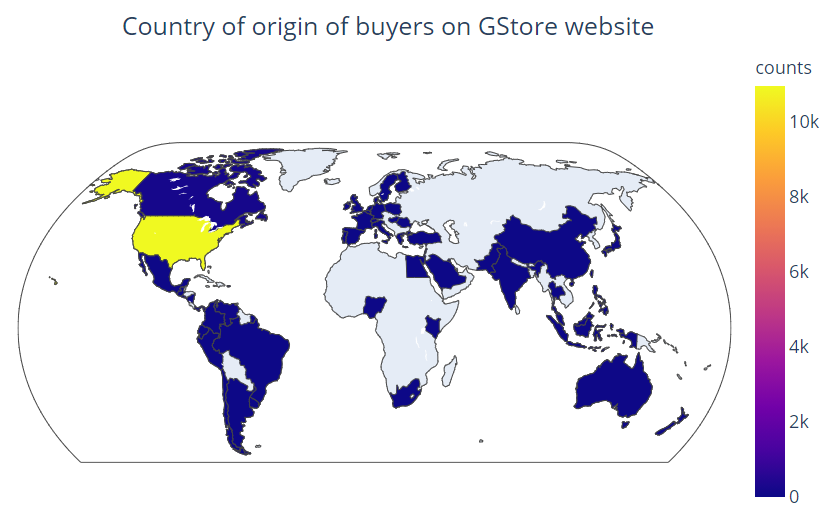 Country of origin of buyers on GStore website
counts
10k
8k
6k
4k
2k
0